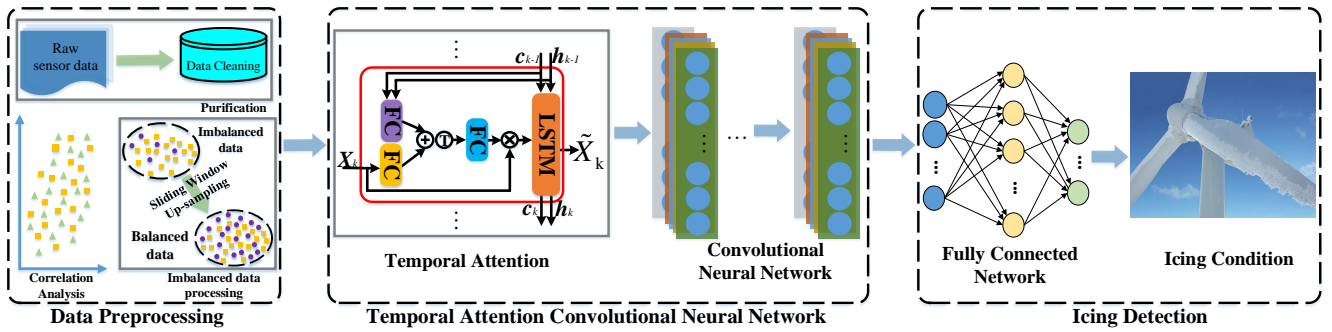 Raw
sensor data
Data Cleaning
Purification
Correlation
Analysis
Imbalanced
data
Sliding Window
Up-sampling
Balanced
data
Imbalanced data
processing
Data Preprocessing
...
c_{k-1} h_{k-1}
FC
FC
X_k
+
T
FC
×
LSTM
X̃_k
c_k h_k
...
Temporal Attention
...
...
...
Convolutional
Neural Network
Temporal Attention Convolutional Neural Network
...
...
...
Fully Connected
Network
Icing Condition
Icing Detection